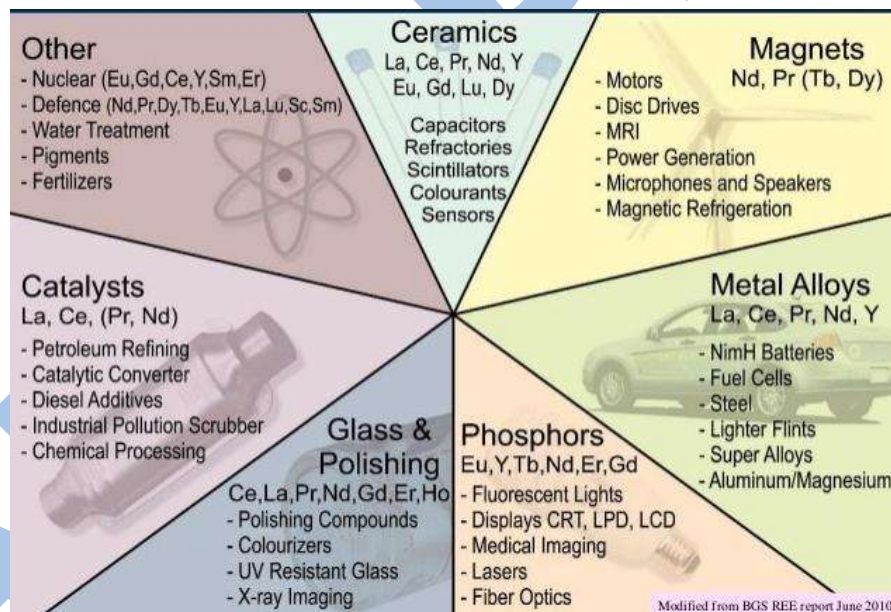 Other
- Nuclear (Eu,Gd,Ce,Y,Sm,Er)
- Defence (Nd,Pr,Dy,Tb,Eu,Y,La,Lu,Sc,Sm)
- Water Treatment
- Pigments
- Fertilizers
Ceramics
La, Ce, Pr, Nd, Y
Eu, Gd, Lu, Dy
Capacitors
Refractories
Scintillators
Colourants
Sensors
Magnets
Nd, Pr (Tb, Dy)
- Motors
- Disc Drives
- MRI
- Power Generation
- Microphones and Speakers
- Magnetic Refrigeration
Catalysts
La, Ce, (Pr, Nd)
- Petroleum Refining
- Catalytic Converter
- Diesel Additives
- Industrial Pollution Scrubber
- Chemical Processing
Glass &
Polishing
Ce,La,Pr,Nd,Gd,Er,Ho
- Polishing Compounds
- Colourizers
- UV Resistant Glass
- X-ray Imaging
Phosphors
Eu,Y,Tb,Nd,Er,Gd
- Fluorescent Lights
- Displays CRT, LPD, LCD
- Medical Imaging
- Lasers
- Fiber Optics
Metal Alloys
La, Ce, Pr, Nd, Y
- NimH Batteries
- Fuel Cells
- Steel
- Lighter Flints
- Super Alloys
- Aluminum/Magnesium
Modified from BGS REE report June 2010